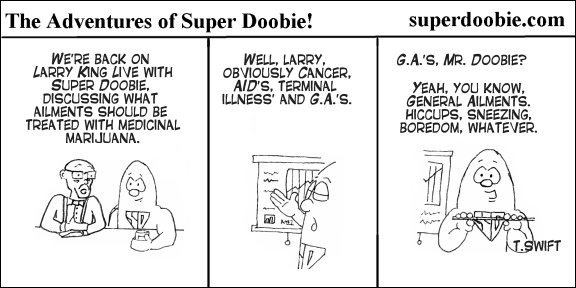 The Adventures of Super Doobie!
superdoobie.com
WE'RE BACK ON
LARRY KING LIVE WITH
SUPER DOOBIE,
DISCUSSING WHAT
AILMENTS SHOULD BE
TREATED WITH MEDICINAL
MARIJUANA.
WELL, LARRY,
OBVIOUSLY CANCER,
AID'S, TERMINAL
ILLNESS' AND G.A.'S.
G.A.'S, MR. DOOBIE?
YEAH, YOU KNOW,
GENERAL AILMENTS.
HICCUPS, SNEEZING,
BOREDOM, WHATEVER.
T.SWIFT